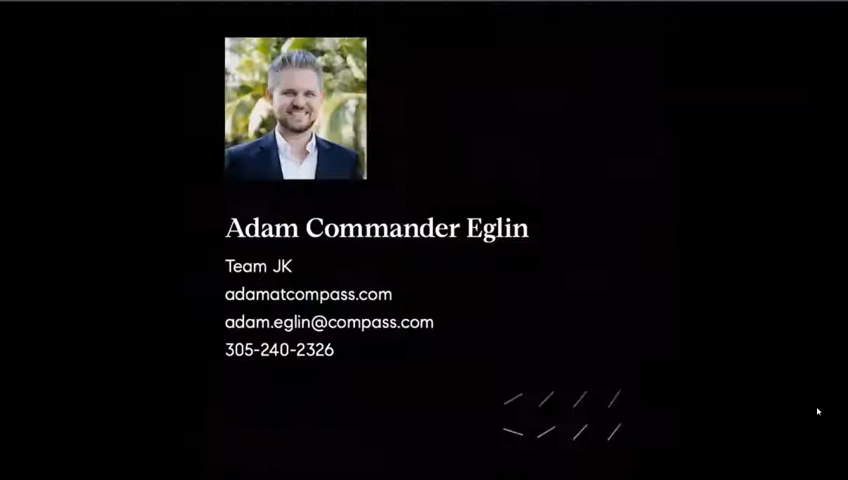 Adam Commander Eglin
Team JK
adamatcompass.com
adam.eglin@compass.com
305-240-2326